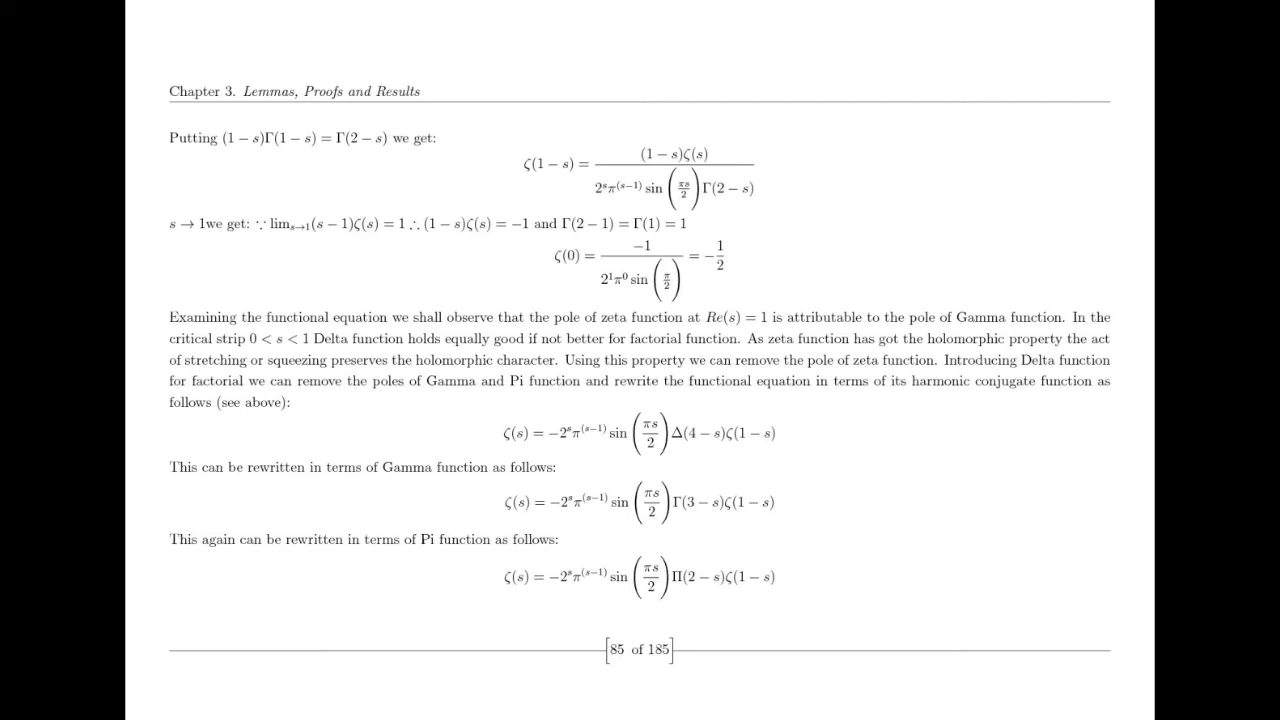 Chapter 3. Lemmas, Proofs and Results
Putting (1 − s)Γ(1 − s) = Γ(2 − s) we get:
ζ(1 − s) = (1 − s)ζ(s) / 2^s π^(s−1) sin(πs/2)Γ(2 − s)
s → 1we get: ∵ lim_{s→1}(s − 1)ζ(s) = 1 ∴ (1 − s)ζ(s) = −1 and Γ(2 − 1) = Γ(1) = 1
ζ(0) = −1 / 2^1 π^0 sin(π/2) = −1/2
Examining the functional equation we shall observe that the pole of zeta function at Re(s) = 1 is attributable to the pole of Gamma function. In the
critical strip 0 < s < 1 Delta function holds equally good if not better for factorial function. As zeta function has got the holomorphic property the act
of stretching or squeezing preserves the holomorphic character. Using this property we can remove the pole of zeta function. Introducing Delta function
for factorial we can remove the poles of Gamma and Pi function and rewrite the functional equation in terms of its harmonic conjugate function as
follows (see above):
ζ(s) = −2^s π^(s−1) sin(πs/2)Δ(4 − s)ζ(1 − s)
This can be rewritten in terms of Gamma function as follows:
ζ(s) = −2^s π^(s−1) sin(πs/2)Γ(3 − s)ζ(1 − s)
This again can be rewritten in terms of Pi function as follows:
ζ(s) = −2^s π^(s−1) sin(πs/2)Π(2 − s)ζ(1 − s)
[85 of 185]